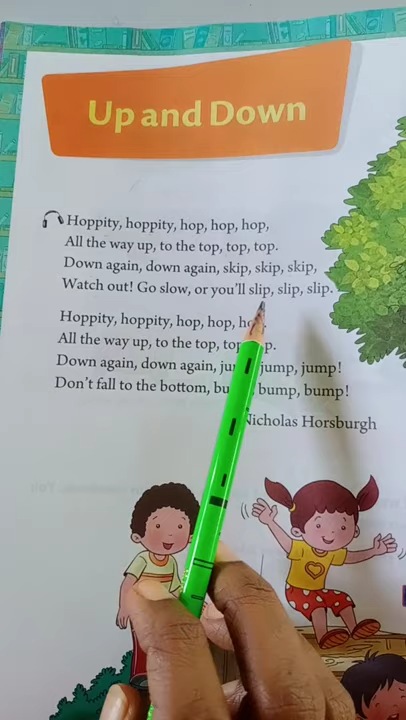 Up and Down
Hoppity, hoppity, hop, hop, hop,
All the way up, to the top, top, top.
Down again, down again, skip, skip, skip,
Watch out! Go slow, or you'll slip, slip, slip.
Hoppity, hoppity, hop, hop,
All the way up, to the top,
Down again, down again, jump, jump!
Don't fall to the bottom, bump, bump!
Nicholas Horsburgh